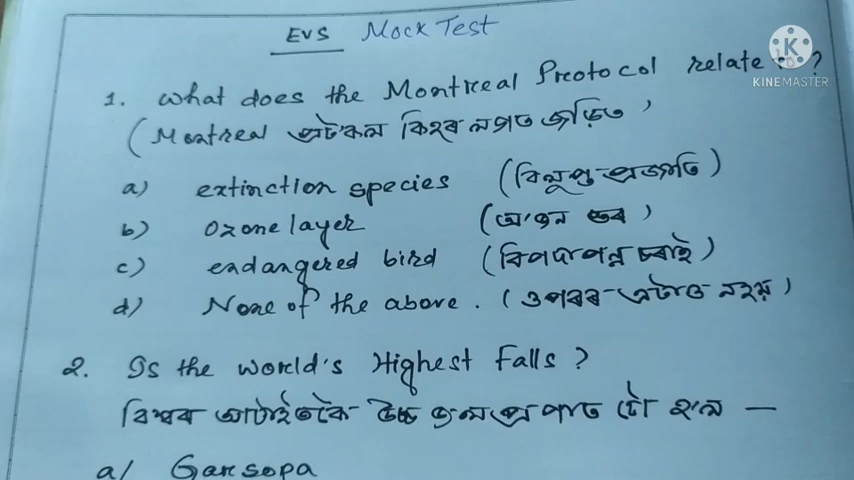 EVS Mock Test
1. What does the Montreal Protocol relate ?
(Montreal প্ৰটকল কিহৰ লগত জড়িত)
a) extinction species (বিলুপ্ত প্ৰজাতি)
b) Ozone layer (অ'জন স্তৰ)
c) endangered bird (বিপদাপন্ন চৰাই)
d) None of the above. (ওপৰৰ এটাও নহয়)
2. Is the World's Highest Falls?
বিশ্বৰ আটাইতকৈ উচ্চ জলপ্ৰপাত টো হ'ল —
a/ Garsopa
K
KINEMASTER